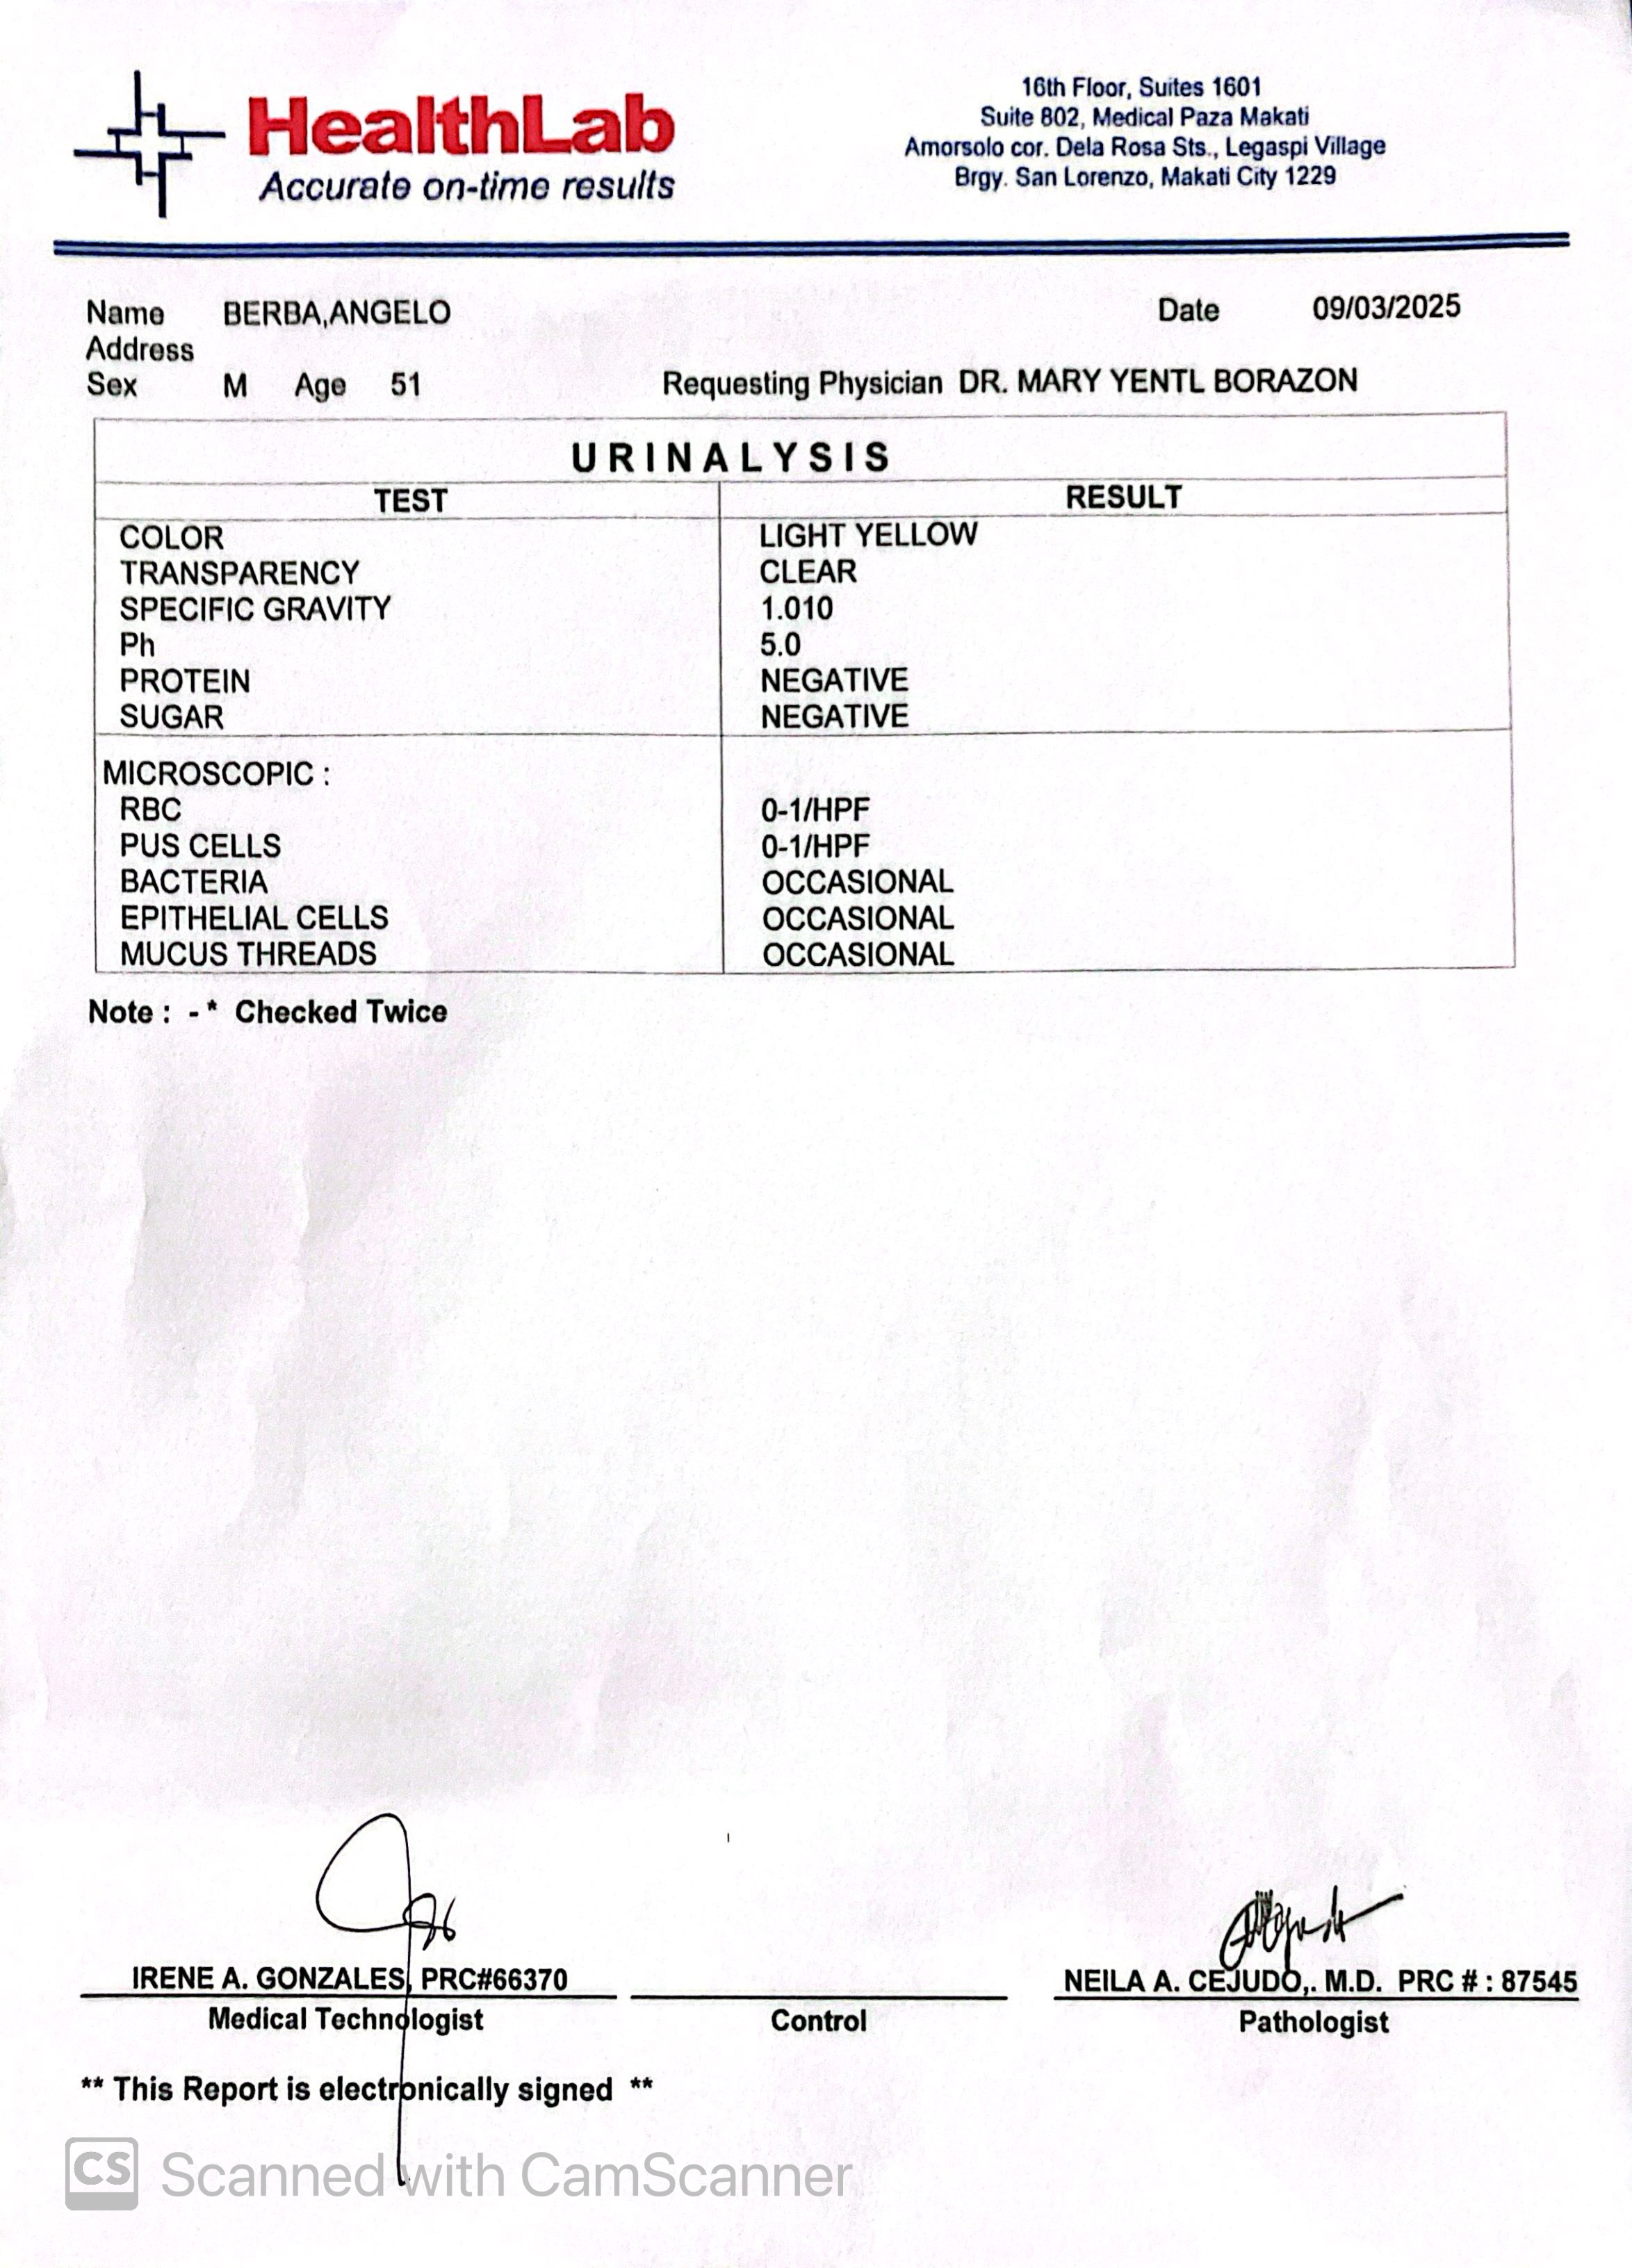 HealthLab
Accurate on-time results
16th Floor, Suites 1601
Suite 802, Medical Paza Makati
Amorsolo cor. Dela Rosa Sts., Legaspi Village
Brgy. San Lorenzo, Makati City 1229
Name BERBA,ANGELO Date 09/03/2025
Address
Sex M Age 51 Requesting Physician DR. MARY YENTL BORAZON
URINALYSIS
TEST RESULT
COLOR LIGHT YELLOW
TRANSPARENCY CLEAR
SPECIFIC GRAVITY 1.010
Ph 5.0
PROTEIN NEGATIVE
SUGAR NEGATIVE
MICROSCOPIC :
RBC 0-1/HPF
PUS CELLS 0-1/HPF
BACTERIA OCCASIONAL
EPITHELIAL CELLS OCCASIONAL
MUCUS THREADS OCCASIONAL
Note : - * Checked Twice
IRENE A. GONZALES, PRC#66370 NEILA A. CEJUDO,. M.D. PRC # : 87545
Medical Technologist Control Pathologist
** This Report is electronically signed **
CS Scanned with CamScanner